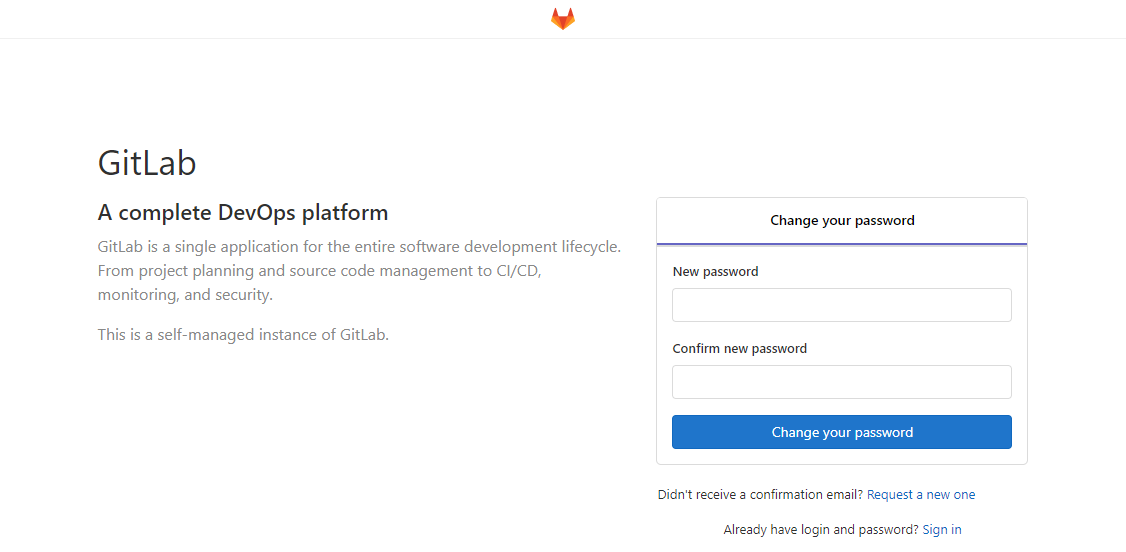 GitLab
A complete DevOps platform
GitLab is a single application for the entire software development lifecycle.
From project planning and source code management to CI/CD,
monitoring, and security.
This is a self-managed instance of GitLab.
Change your password
New password
Confirm new password
Change your password
Didn't receive a confirmation email? Request a new one
Already have login and password? Sign in